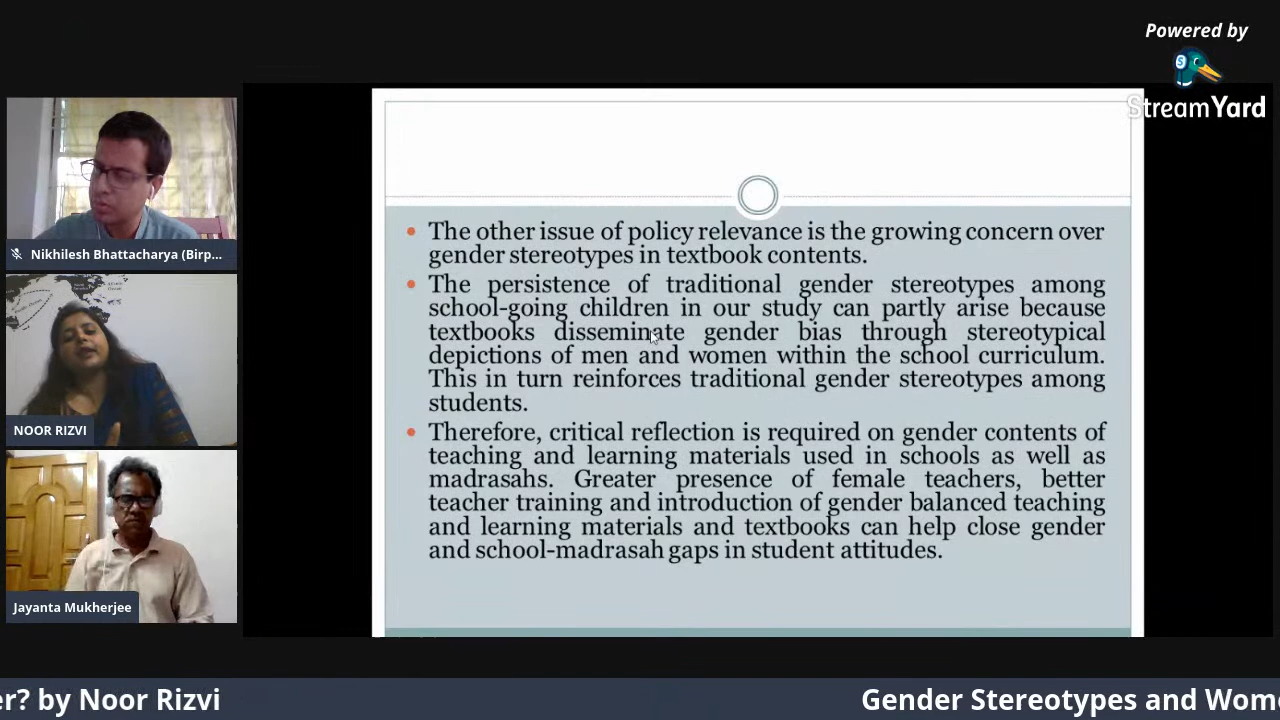 Powered by
StreamYard
Nikhilesh Bhattacharya (Birp...
NOOR RIZVI
Jayanta Mukherjee
The other issue of policy relevance is the growing concern over
gender stereotypes in textbook contents.
The persistence of traditional gender stereotypes among
school-going children in our study can partly arise because
textbooks disseminate gender bias through stereotypical
depictions of men and women within the school curriculum.
This in turn reinforces traditional gender stereotypes among
students.
Therefore, critical reflection is required on gender contents of
teaching and learning materials used in schools as well as
madrasahs. Greater presence of female teachers, better
teacher training and introduction of gender balanced teaching
and learning materials and textbooks can help close gender
and school-madrasah gaps in student attitudes.
er? by Noor Rizvi
Gender Stereotypes and Wom